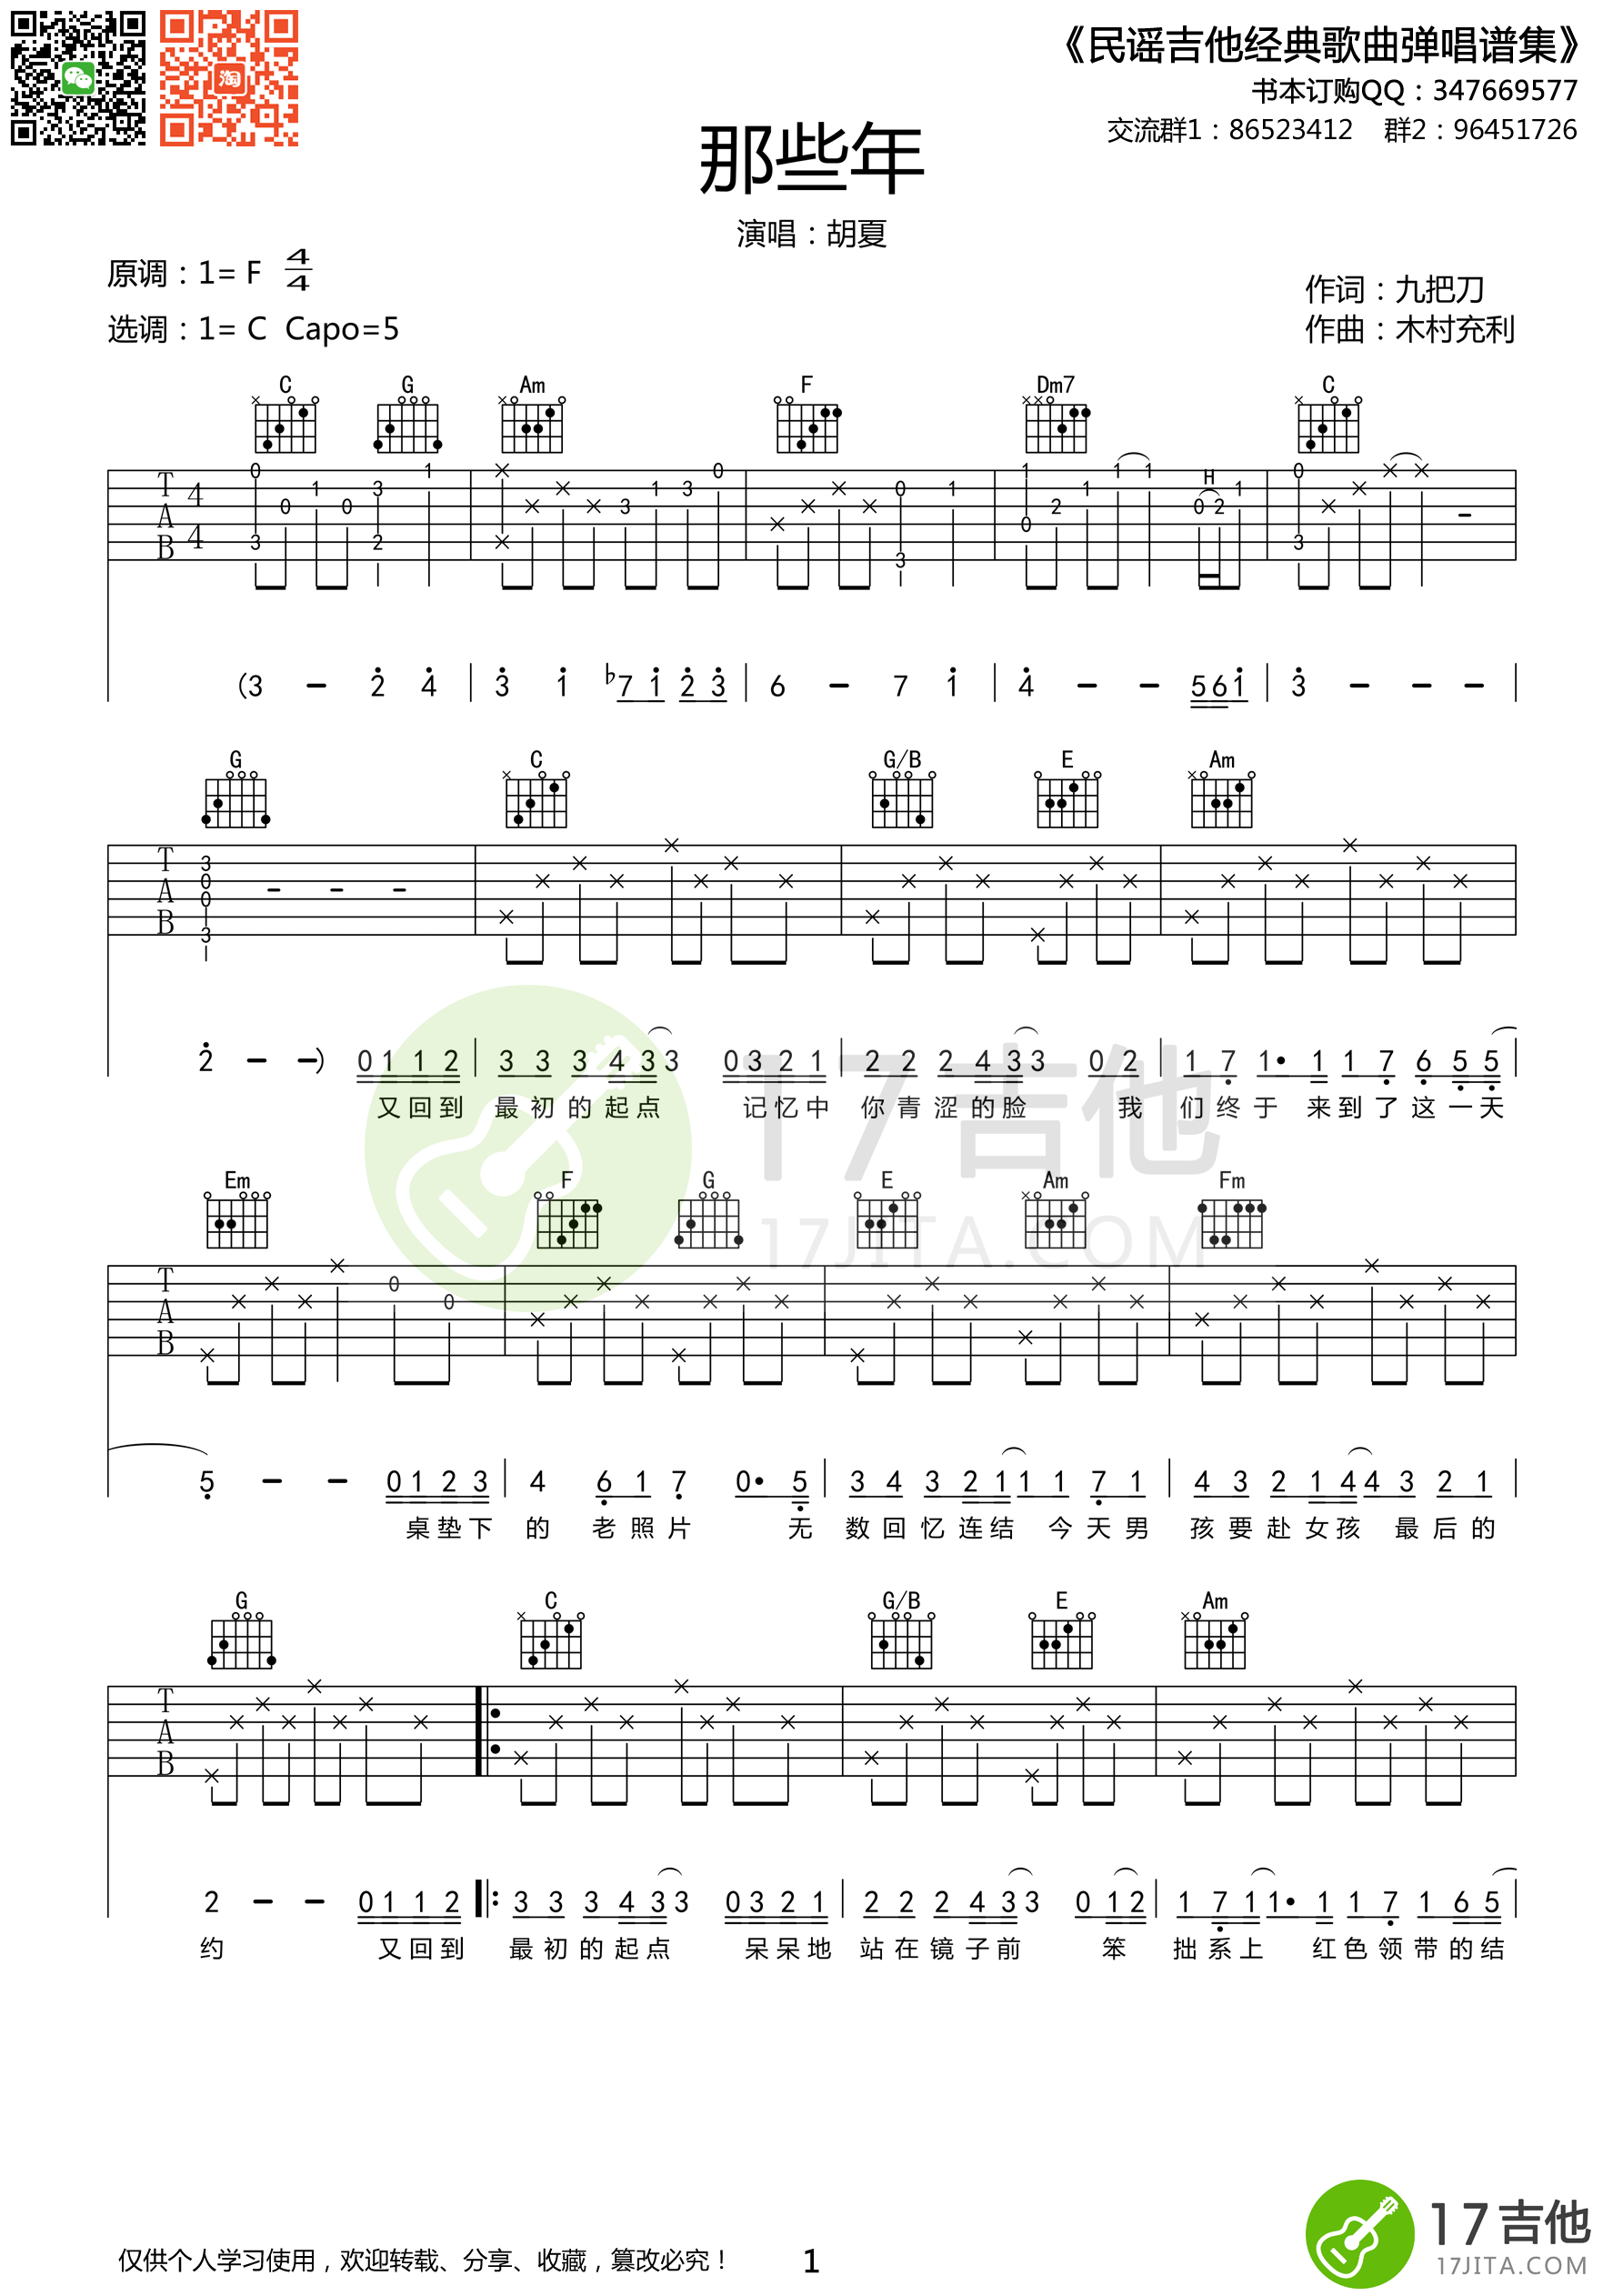 《民谣吉他经典歌曲弹唱谱集》
书本订购QQ：347669577
交流群1：86523412 群2：96451726
那些年
演唱：胡夏
原调：1= F 4/4
选调：1= C Capo=5
作词：九把刀
作曲：木村充利
C G Am F Dm7 C
T A B 4 4
H
(3 – 2 4 | 3 1 ♭7 1 2 3 | 6 – 7 1 | 4 – – 5 6 1 | 3 – – – |
G C G/B E Am
T A B
2 – –) 0 1 1 2 | 3 3 3 4 3 3 0 3 2 1 | 2 2 2 4 3 3 0 2 | 1 7 1• 1 1 7 6 5 5 |
又回到 最初的起点 记忆中 你青涩的脸 我 们终于 来到了这一天
Em F G E Am Fm
T A B
5 – – 0 1 2 3 | 4 6 1 7 0• 5 | 3 4 3 2 1 1 1 7 1 | 4 3 2 1 4 4 3 2 1 |
桌垫下 的 老照片 无 数回忆连结 今天男 孩要赴女孩 最后的
G C G/B E Am
T A B
2 – – 0 1 1 2 |: 3 3 3 4 3 3 0 3 2 1 | 2 2 2 4 3 3 0 1 2 | 1 7 1 1• 1 1 7 1 6 5 |
约 又回到 最初的起点 呆呆地 站在镜子前 笨 拙系上 红色领带的结
17吉他
17JITA.COM
仅供个人学习使用，欢迎转载、分享、收藏，篡改必究！ 1
17吉他
17JITA.COM